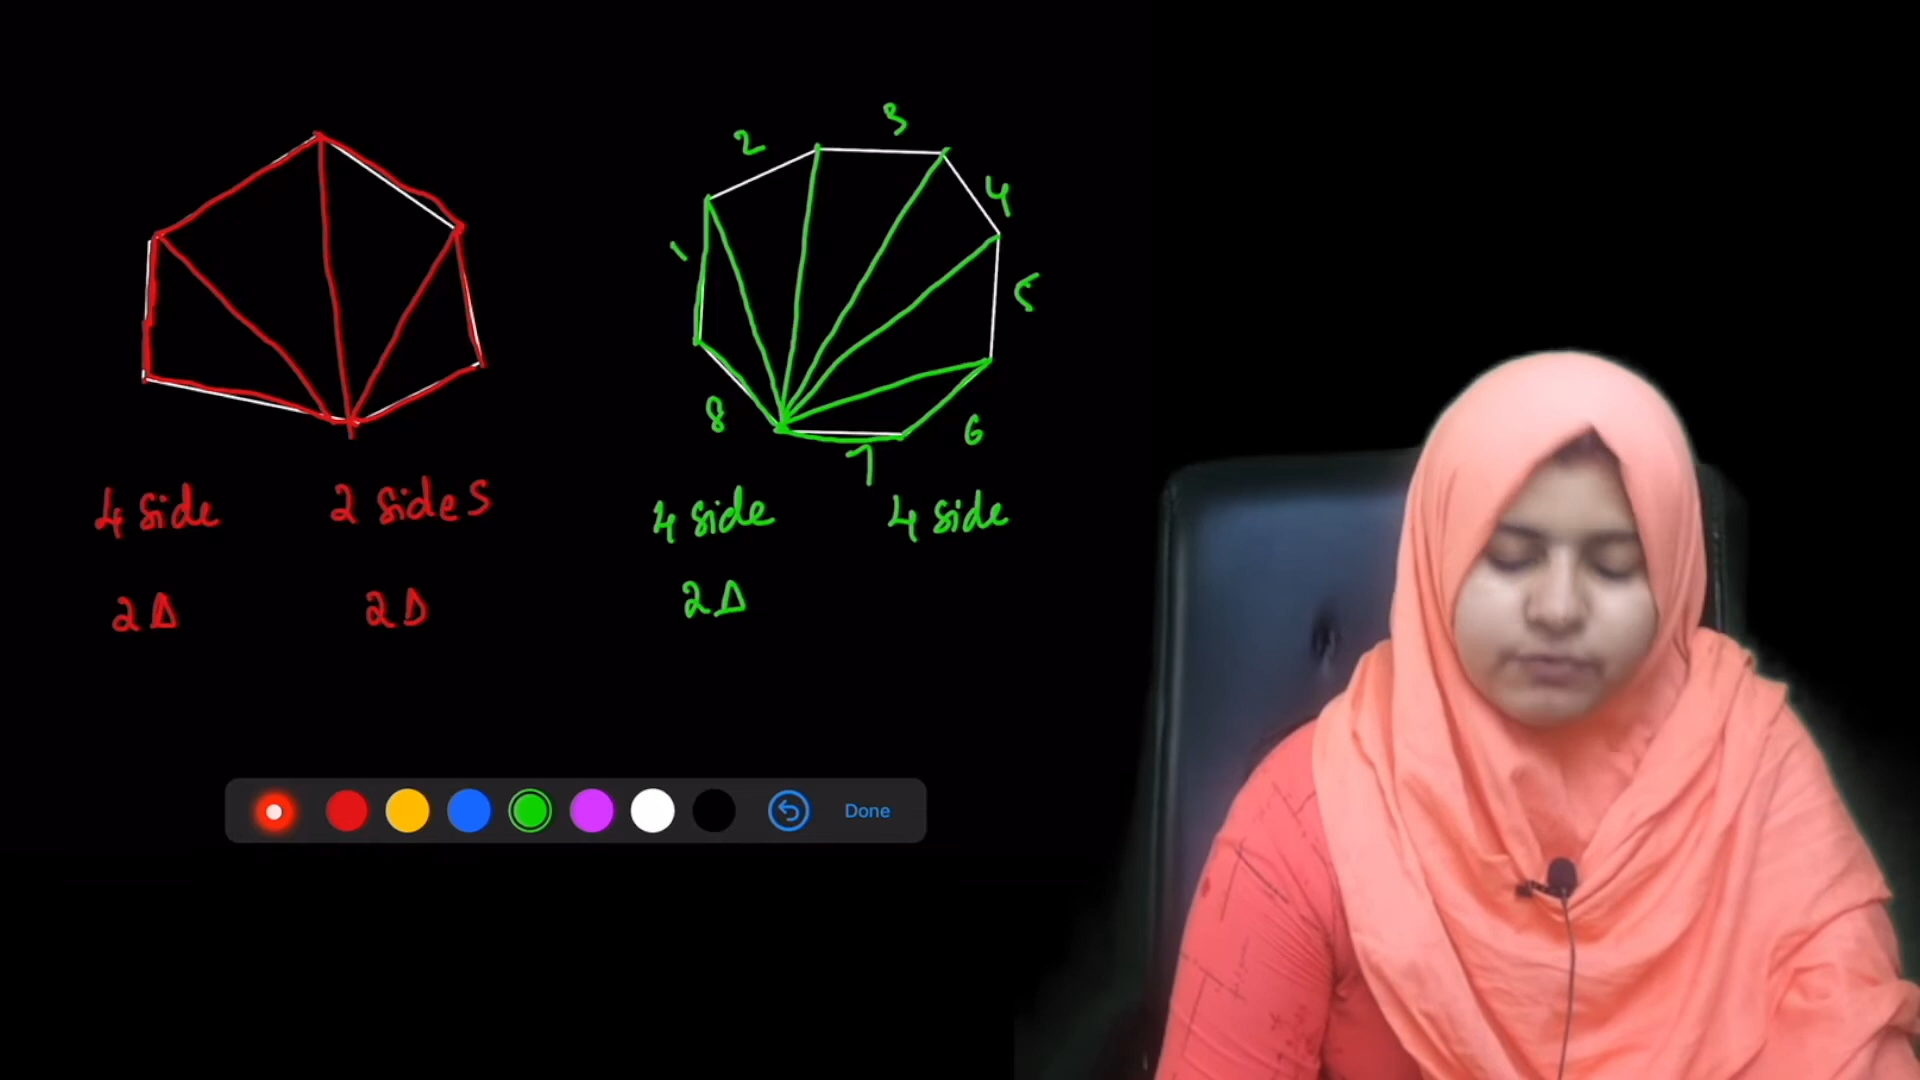 2 3
1 4
5
8 7 6
4 side 2 sides 4 side 4 side
2Δ 2Δ 2Δ
Done